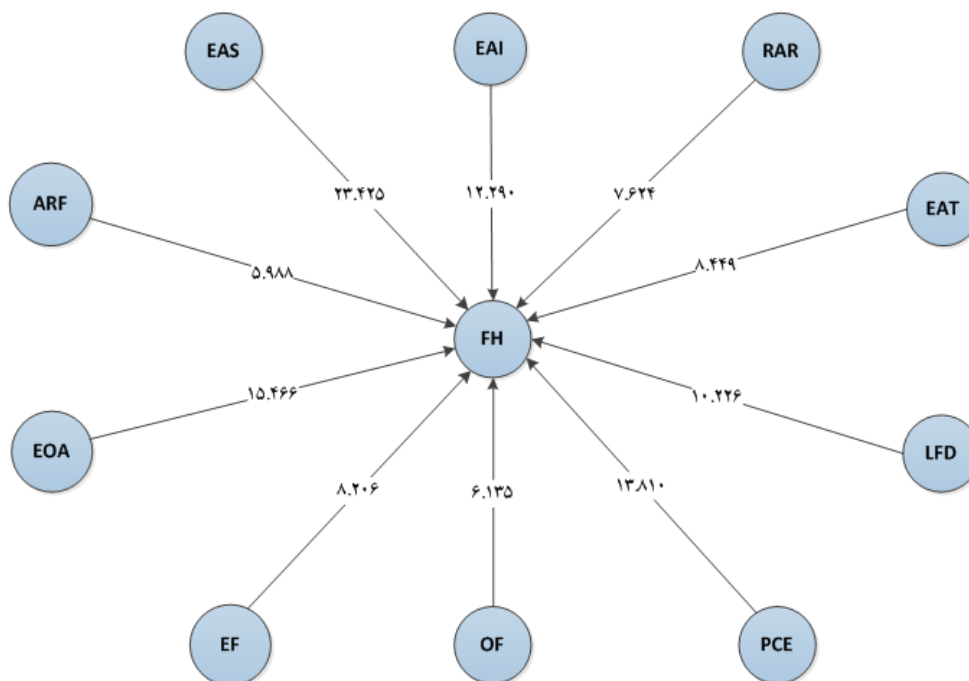 EAS
EAI
RAR
ARF
EAT
۲۳.۴۲۵
۱۲.۲۹۰
۷.۶۲۴
۵.۹۸۸
۸.۴۴۹
FH
۱۵.۴۶۶
۱۰.۲۲۶
EOA
LFD
۸.۲۰۶
۶.۱۳۵
۱۳.۸۱۰
EF
OF
PCE